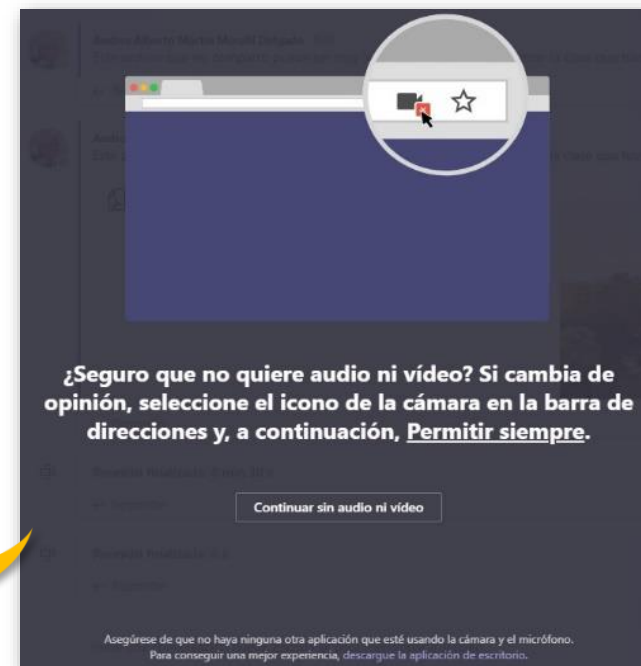 ¿Seguro que no quiere audio ni vídeo? Si cambia de
opinión, seleccione el icono de la cámara en la barra de
direcciones y, a continuación, Permitir siempre.
Continuar sin audio ni vídeo
Asegúrese de que no haya ninguna otra aplicación que esté usando la cámara y el micrófono.
Para conseguir una mejor experiencia, descargue la aplicación de escritorio.